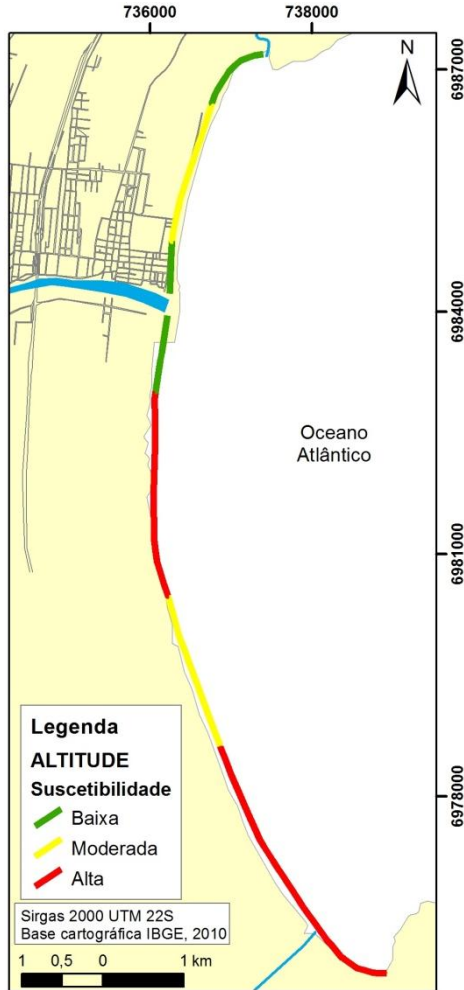 736000 738000
N
6987000
6984000
Oceano
Atlântico
6981000
6978000
Legenda
ALTITUDE
Suscetibilidade
Baixa
Moderada
Alta
Sirgas 2000 UTM 22S
Base cartográfica IBGE, 2010
1 0,5 0 1 km